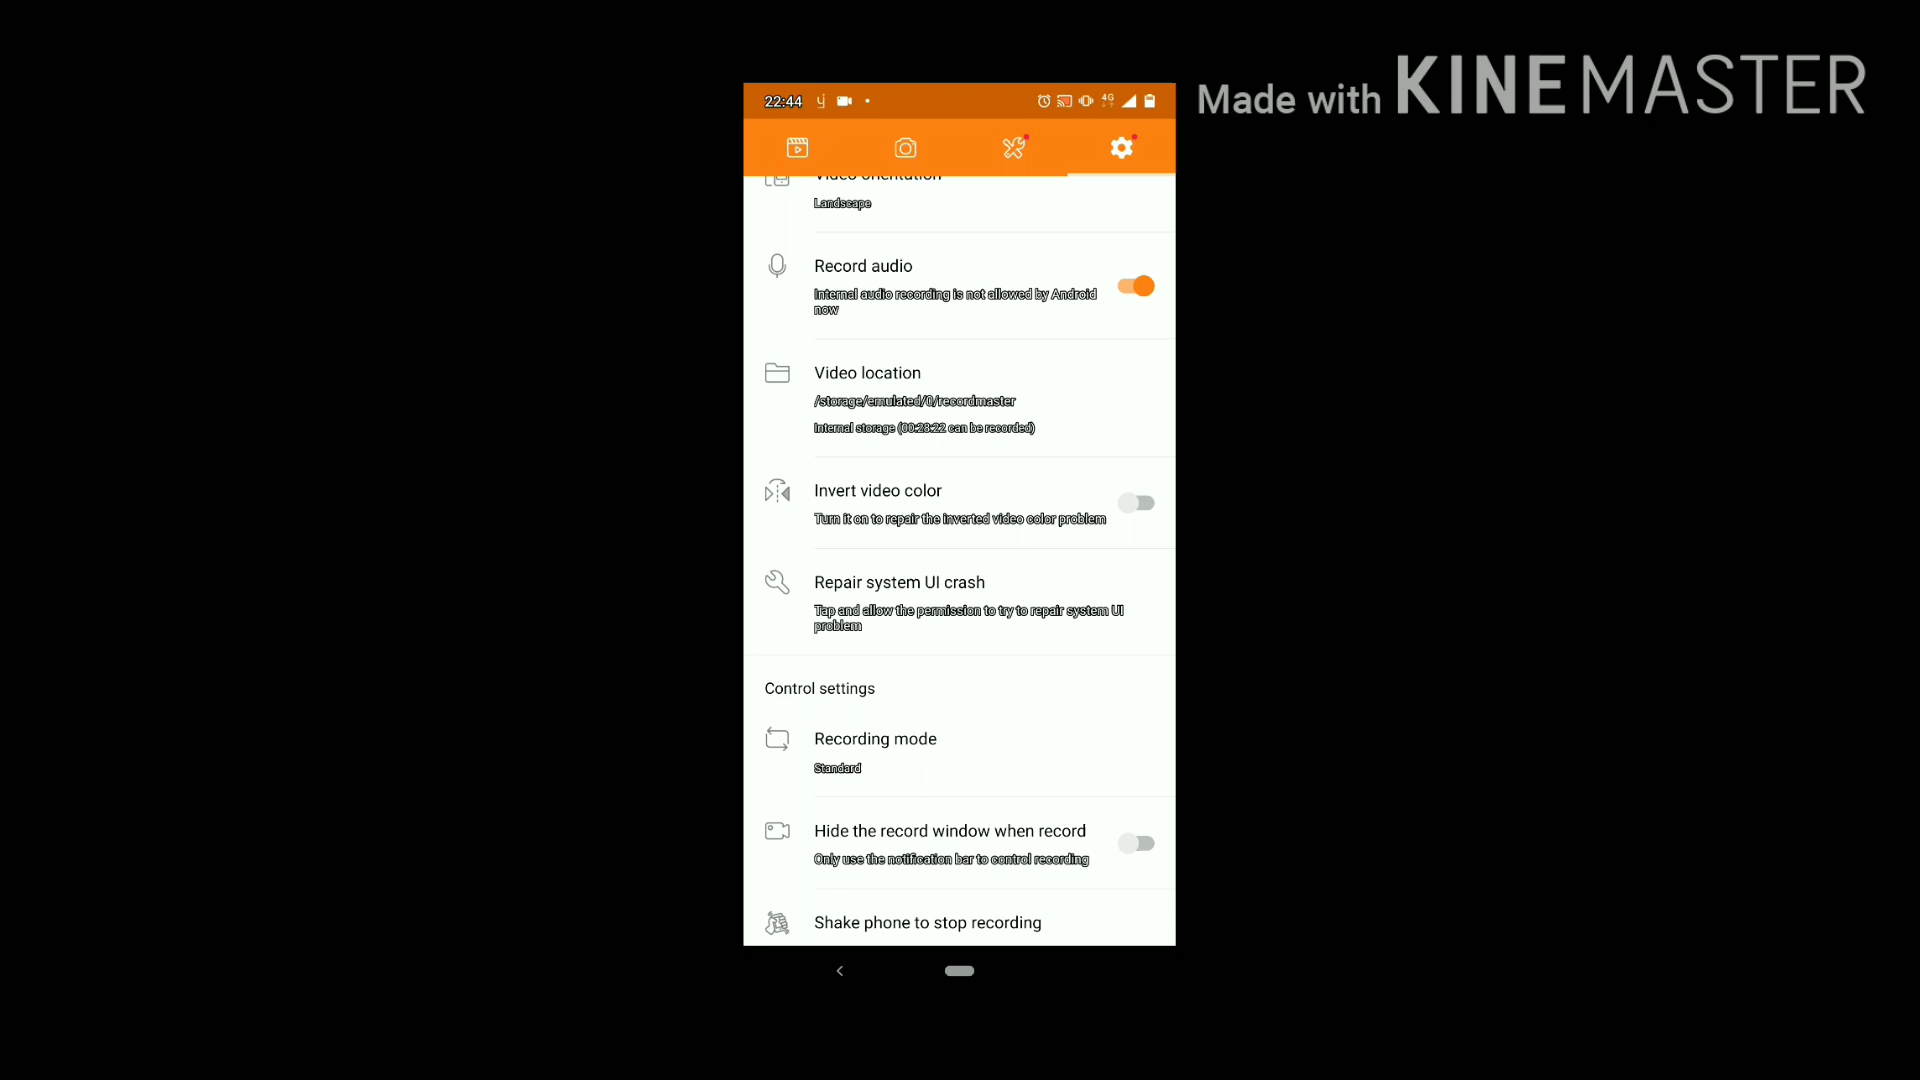 Made with KINEMASTER
22:44
4G
Video orientation
Landscape
Record audio
Internal audio recording is not allowed by Android
now
Video location
/storage/emulated/0/recordmaster
Internal storage (00:28:22 can be recorded)
Invert video color
Turn it on to repair the inverted video color problem
Repair system UI crash
Tap and allow the permission to try to repair system UI
problem
Control settings
Recording mode
Standard
Hide the record window when record
Only use the notification bar to control recording
Shake phone to stop recording